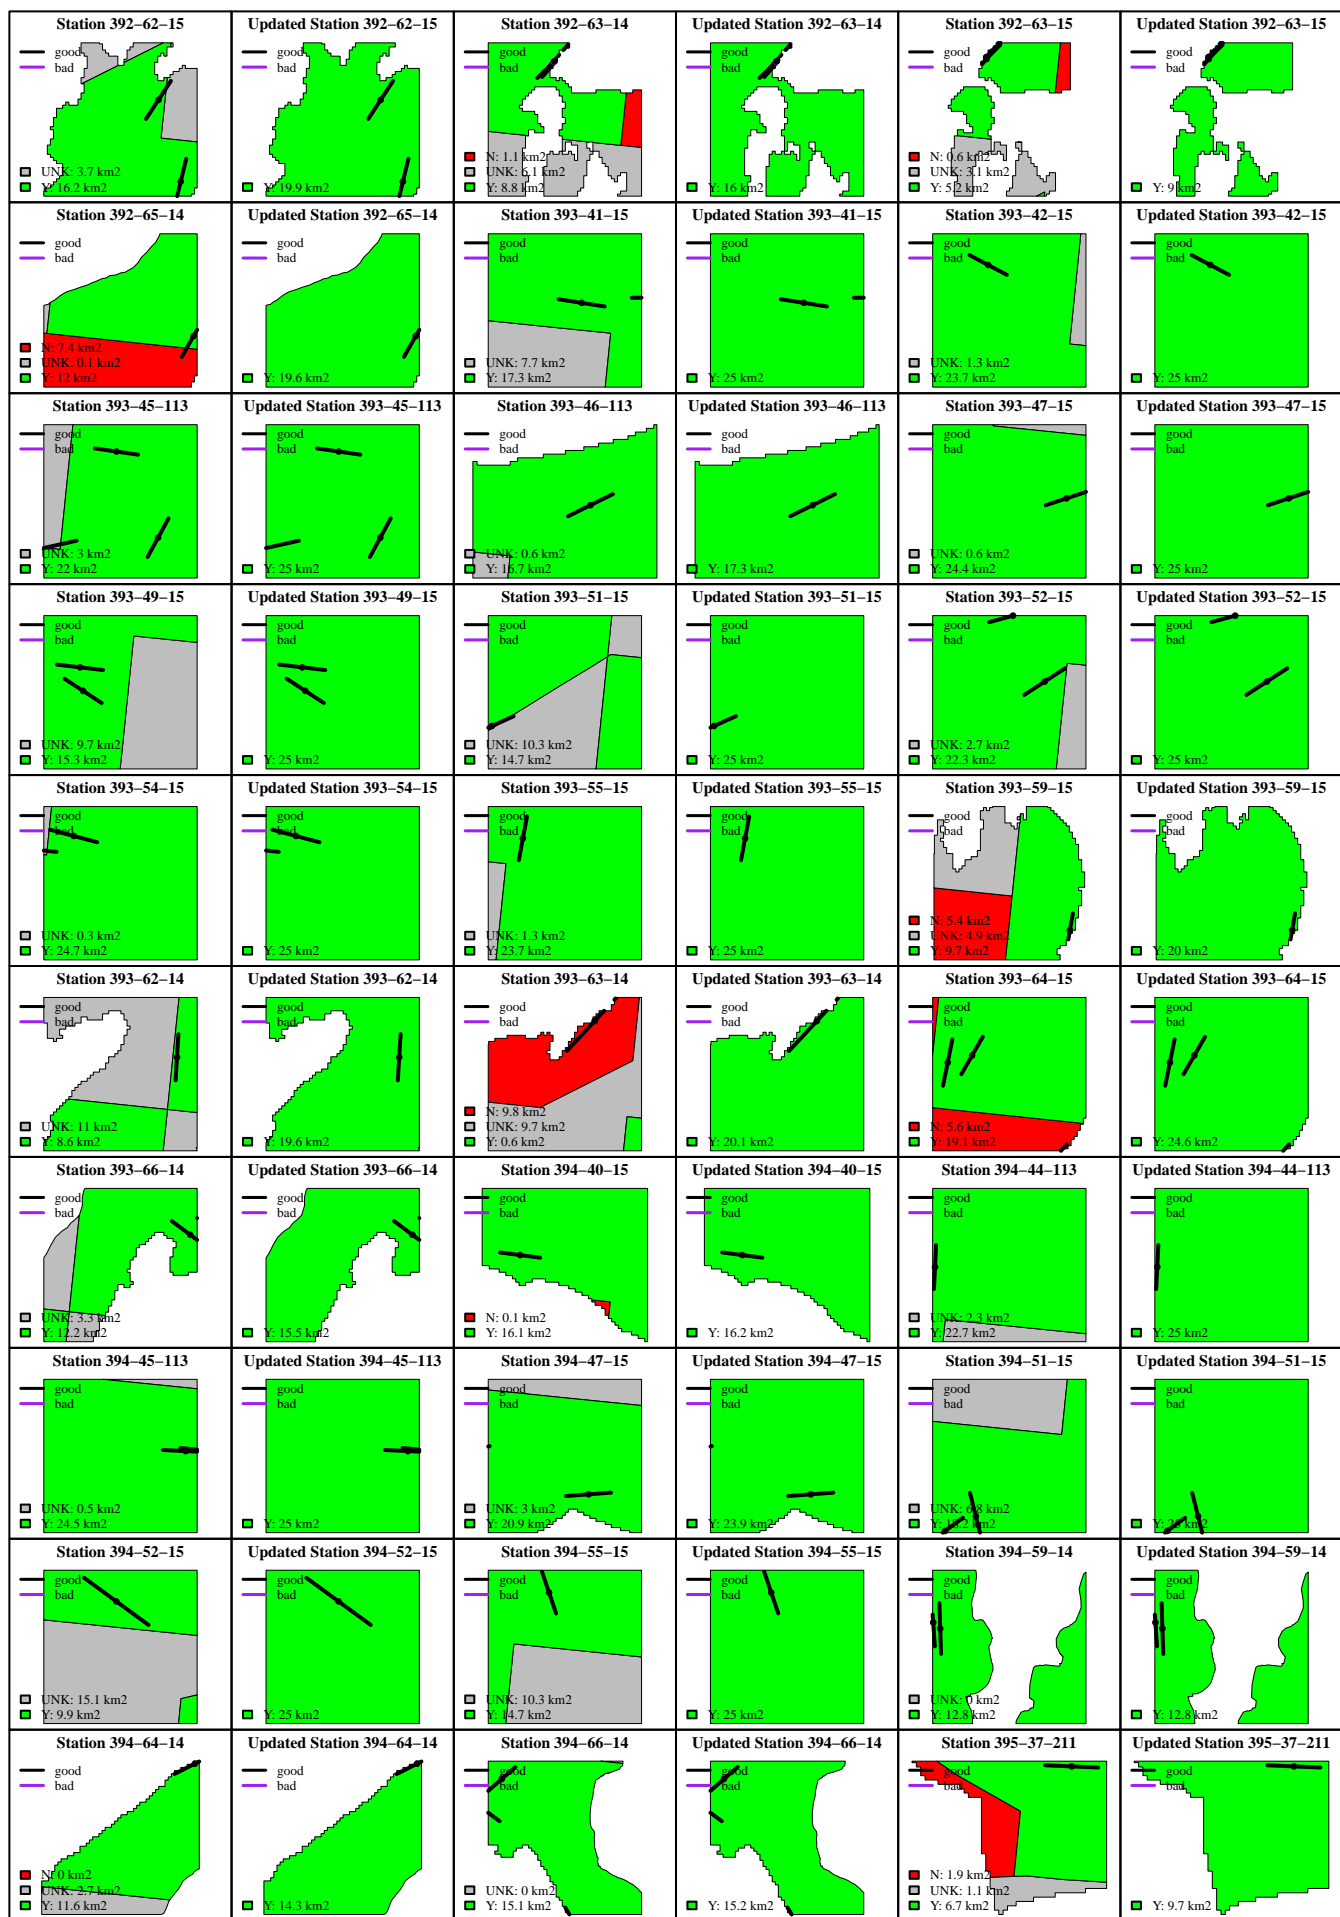 Station 392−62−15
good
bad
UNK: 3.7 km2
Y: 16.2 km2
Updated Station 392−62−15
good
bad
Y: 19.9 km2
Station 392−63−14
good
bad
N: 1.1 km2
UNK: 6.1 km2
Y: 8.8 km2
Updated Station 392−63−14
good
bad
Y: 16 km2
Station 392−63−15
good
bad
N: 0.6 km2
UNK: 3.1 km2
Y: 5.2 km2
Updated Station 392−63−15
good
bad
Y: 9 km2
Station 392−65−14
good
bad
N: 7.4 km2
UNK: 0.1 km2
Y: 12 km2
Updated Station 392−65−14
good
bad
Y: 19.6 km2
Station 393−41−15
good
bad
UNK: 7.7 km2
Y: 17.3 km2
Updated Station 393−41−15
good
bad
Y: 25 km2
Station 393−42−15
good
bad
UNK: 1.3 km2
Y: 23.7 km2
Updated Station 393−42−15
good
bad
Y: 25 km2
Station 393−45−113
good
bad
UNK: 3 km2
Y: 22 km2
Updated Station 393−45−113
good
bad
Y: 25 km2
Station 393−46−113
good
bad
UNK: 0.6 km2
Y: 16.7 km2
Updated Station 393−46−113
good
bad
Y: 17.3 km2
Station 393−47−15
good
bad
UNK: 0.6 km2
Y: 24.4 km2
Updated Station 393−47−15
good
bad
Y: 25 km2
Station 393−49−15
good
bad
UNK: 9.7 km2
Y: 15.3 km2
Updated Station 393−49−15
good
bad
Y: 25 km2
Station 393−51−15
good
bad
UNK: 10.3 km2
Y: 14.7 km2
Updated Station 393−51−15
good
bad
Y: 25 km2
Station 393−52−15
good
bad
UNK: 2.7 km2
Y: 22.3 km2
Updated Station 393−52−15
good
bad
Y: 25 km2
Station 393−54−15
good
bad
UNK: 0.3 km2
Y: 24.7 km2
Updated Station 393−54−15
good
bad
Y: 25 km2
Station 393−55−15
good
bad
UNK: 1.3 km2
Y: 23.7 km2
Updated Station 393−55−15
good
bad
Y: 25 km2
Station 393−59−15
good
bad
N: 5.4 km2
UNK: 4.9 km2
Y: 9.7 km2
Updated Station 393−59−15
good
bad
Y: 20 km2
Station 393−62−14
good
bad
UNK: 11 km2
Y: 8.6 km2
Updated Station 393−62−14
good
bad
Y: 19.6 km2
Station 393−63−14
good
bad
N: 9.8 km2
UNK: 9.7 km2
Y: 0.6 km2
Updated Station 393−63−14
good
bad
Y: 20.1 km2
Station 393−64−15
good
bad
N: 5.6 km2
Y: 19.1 km2
Updated Station 393−64−15
good
bad
Y: 24.6 km2
Station 393−66−14
good
bad
UNK: 3.3 km2
Y: 12.2 km2
Updated Station 393−66−14
good
bad
Y: 15.5 km2
Station 394−40−15
good
bad
N: 0.1 km2
Y: 16.1 km2
Updated Station 394−40−15
good
bad
Y: 16.2 km2
Station 394−44−113
good
bad
UNK: 2.3 km2
Y: 22.7 km2
Updated Station 394−44−113
good
bad
Y: 25 km2
Station 394−45−113
good
bad
UNK: 0.5 km2
Y: 24.5 km2
Updated Station 394−45−113
good
bad
Y: 25 km2
Station 394−47−15
good
bad
UNK: 3 km2
Y: 20.9 km2
Updated Station 394−47−15
good
bad
Y: 23.9 km2
Station 394−51−15
good
bad
UNK: 6.8 km2
Y: 18.2 km2
Updated Station 394−51−15
good
bad
Y: 25 km2
Station 394−52−15
good
bad
UNK: 15.1 km2
Y: 9.9 km2
Updated Station 394−52−15
good
bad
Y: 25 km2
Station 394−55−15
good
bad
UNK: 10.3 km2
Y: 14.7 km2
Updated Station 394−55−15
good
bad
Y: 25 km2
Station 394−59−14
good
bad
UNK: 0 km2
Y: 12.8 km2
Updated Station 394−59−14
good
bad
Y: 12.8 km2
Station 394−64−14
good
bad
N: 0 km2
UNK: 2.7 km2
Y: 11.6 km2
Updated Station 394−64−14
good
bad
Y: 14.3 km2
Station 394−66−14
good
bad
UNK: 0 km2
Y: 15.1 km2
Updated Station 394−66−14
good
bad
Y: 15.2 km2
Station 395−37−211
good
bad
N: 1.9 km2
UNK: 1.1 km2
Y: 6.7 km2
Updated Station 395−37−211
good
bad
Y: 9.7 km2